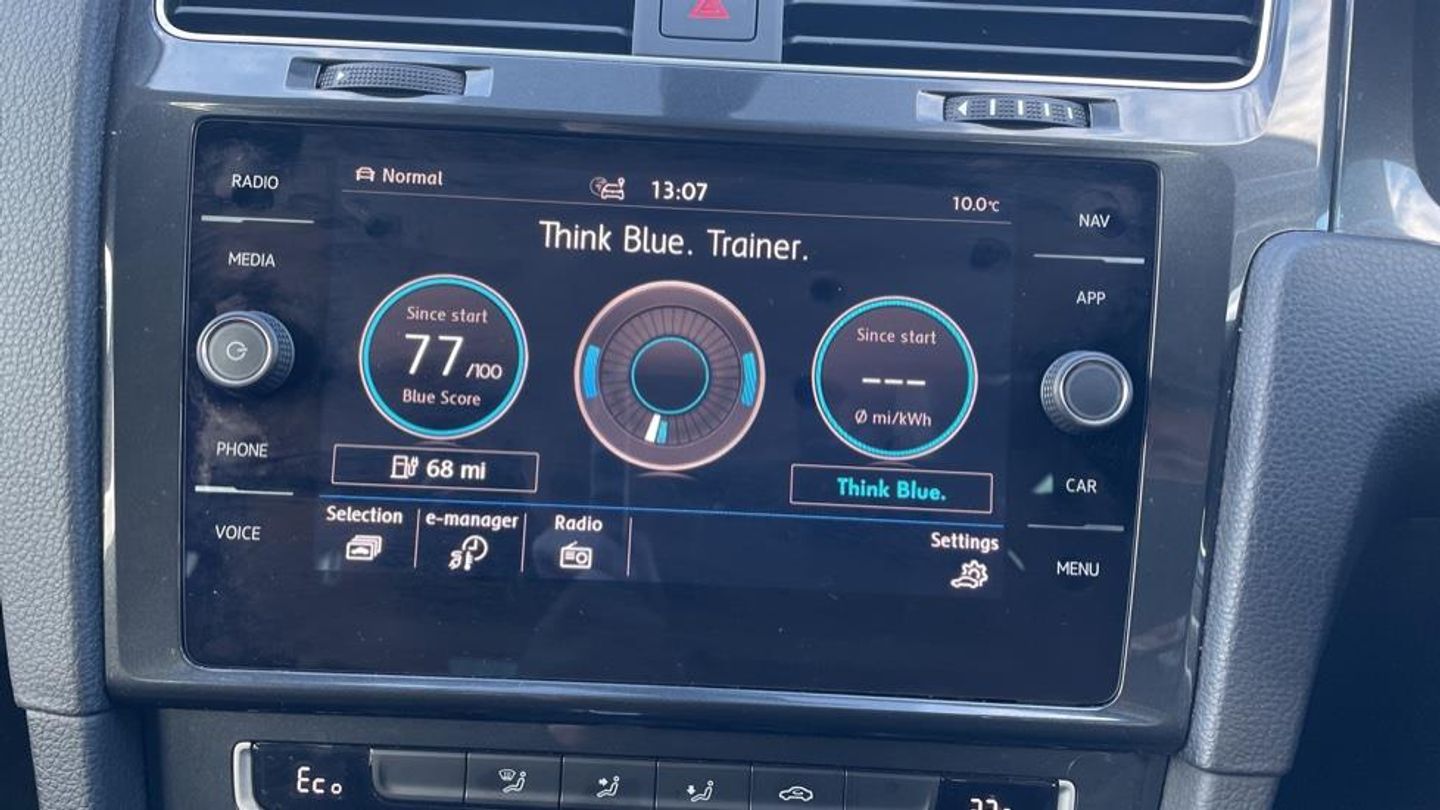 RADIO
MEDIA
PHONE
VOICE
Normal
13:07
10.0°C
Think Blue. Trainer.
Since start
77/100
Blue Score
Since start
---
Ø mi/kWh
68 mi
Think Blue.
Selection
e-manager
Radio
Settings
NAV
APP
CAR
MENU
Eco